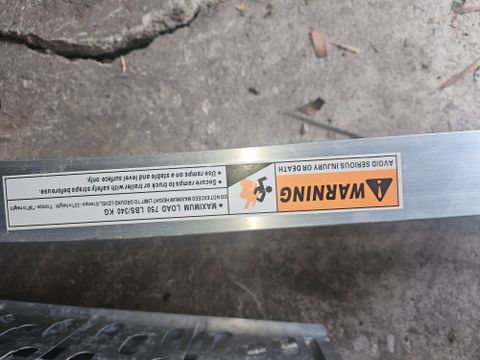 WARNING
AVOID SERIOUS INJURY OR DEATH
• MAXIMUM LOAD 750 LBS/340 KG
DO NOT EXCEED MAXIMUM HEIGHT LIMIT TO GROUND LEVEL
• Secure ramps to truck or trailer with safety straps beforeuse.
• Use ramps on a stable and level surface only.